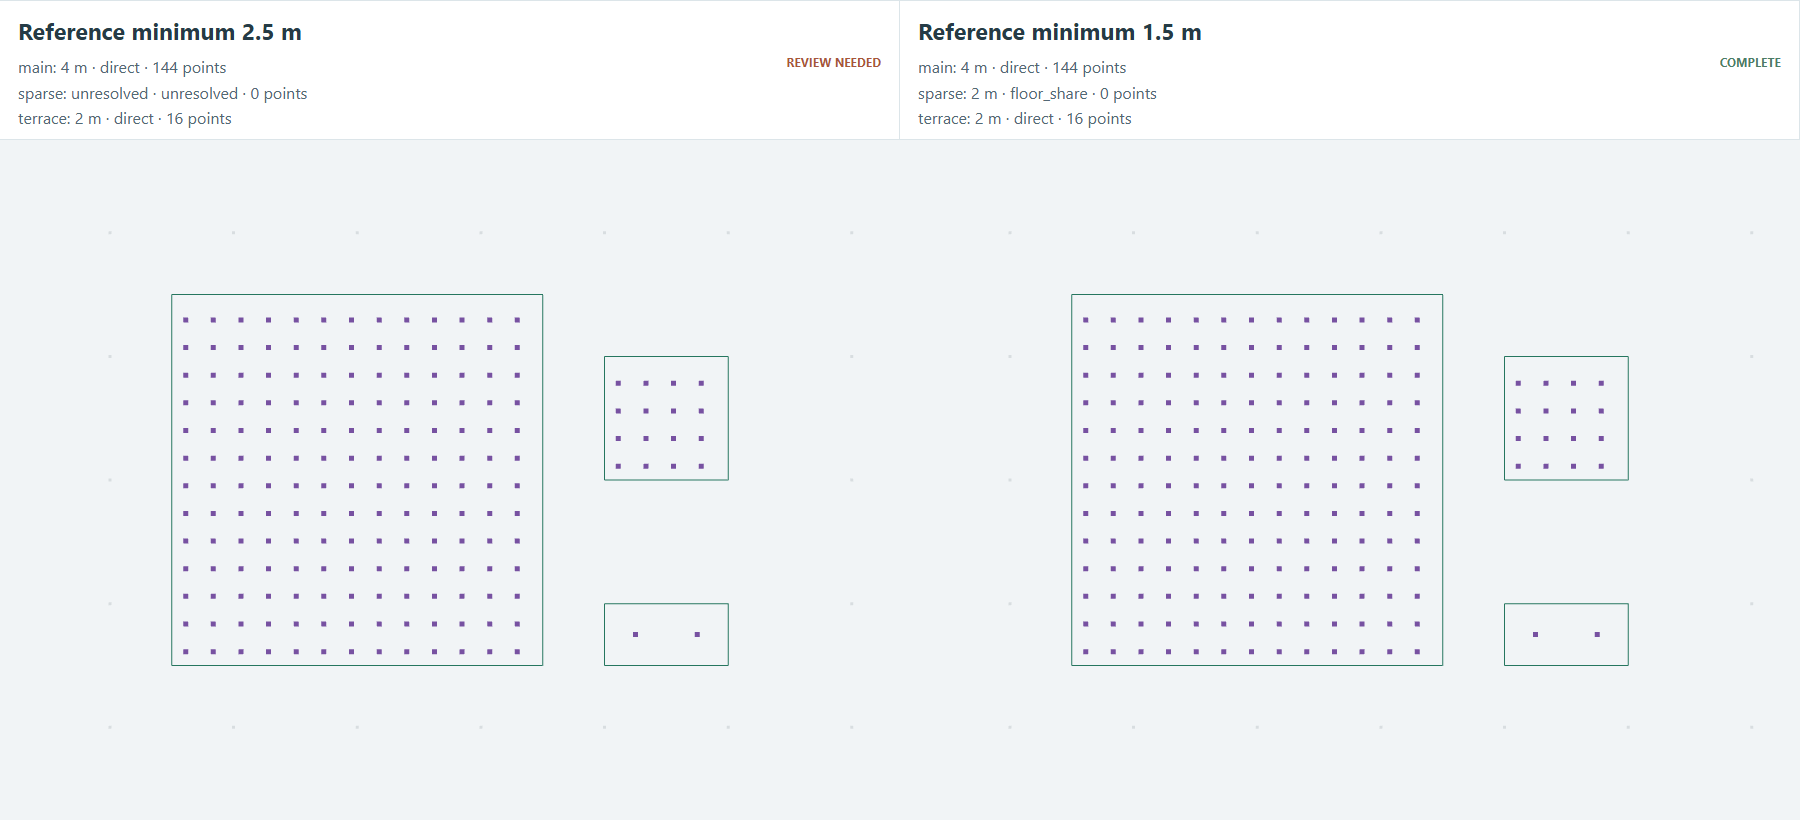 Reference minimum 2.5 m
main: 4 m · direct · 144 points
sparse: unresolved · unresolved · 0 points
terrace: 2 m · direct · 16 points
REVIEW NEEDED
Reference minimum 1.5 m
main: 4 m · direct · 144 points
sparse: 2 m · floor_share · 0 points
terrace: 2 m · direct · 16 points
COMPLETE